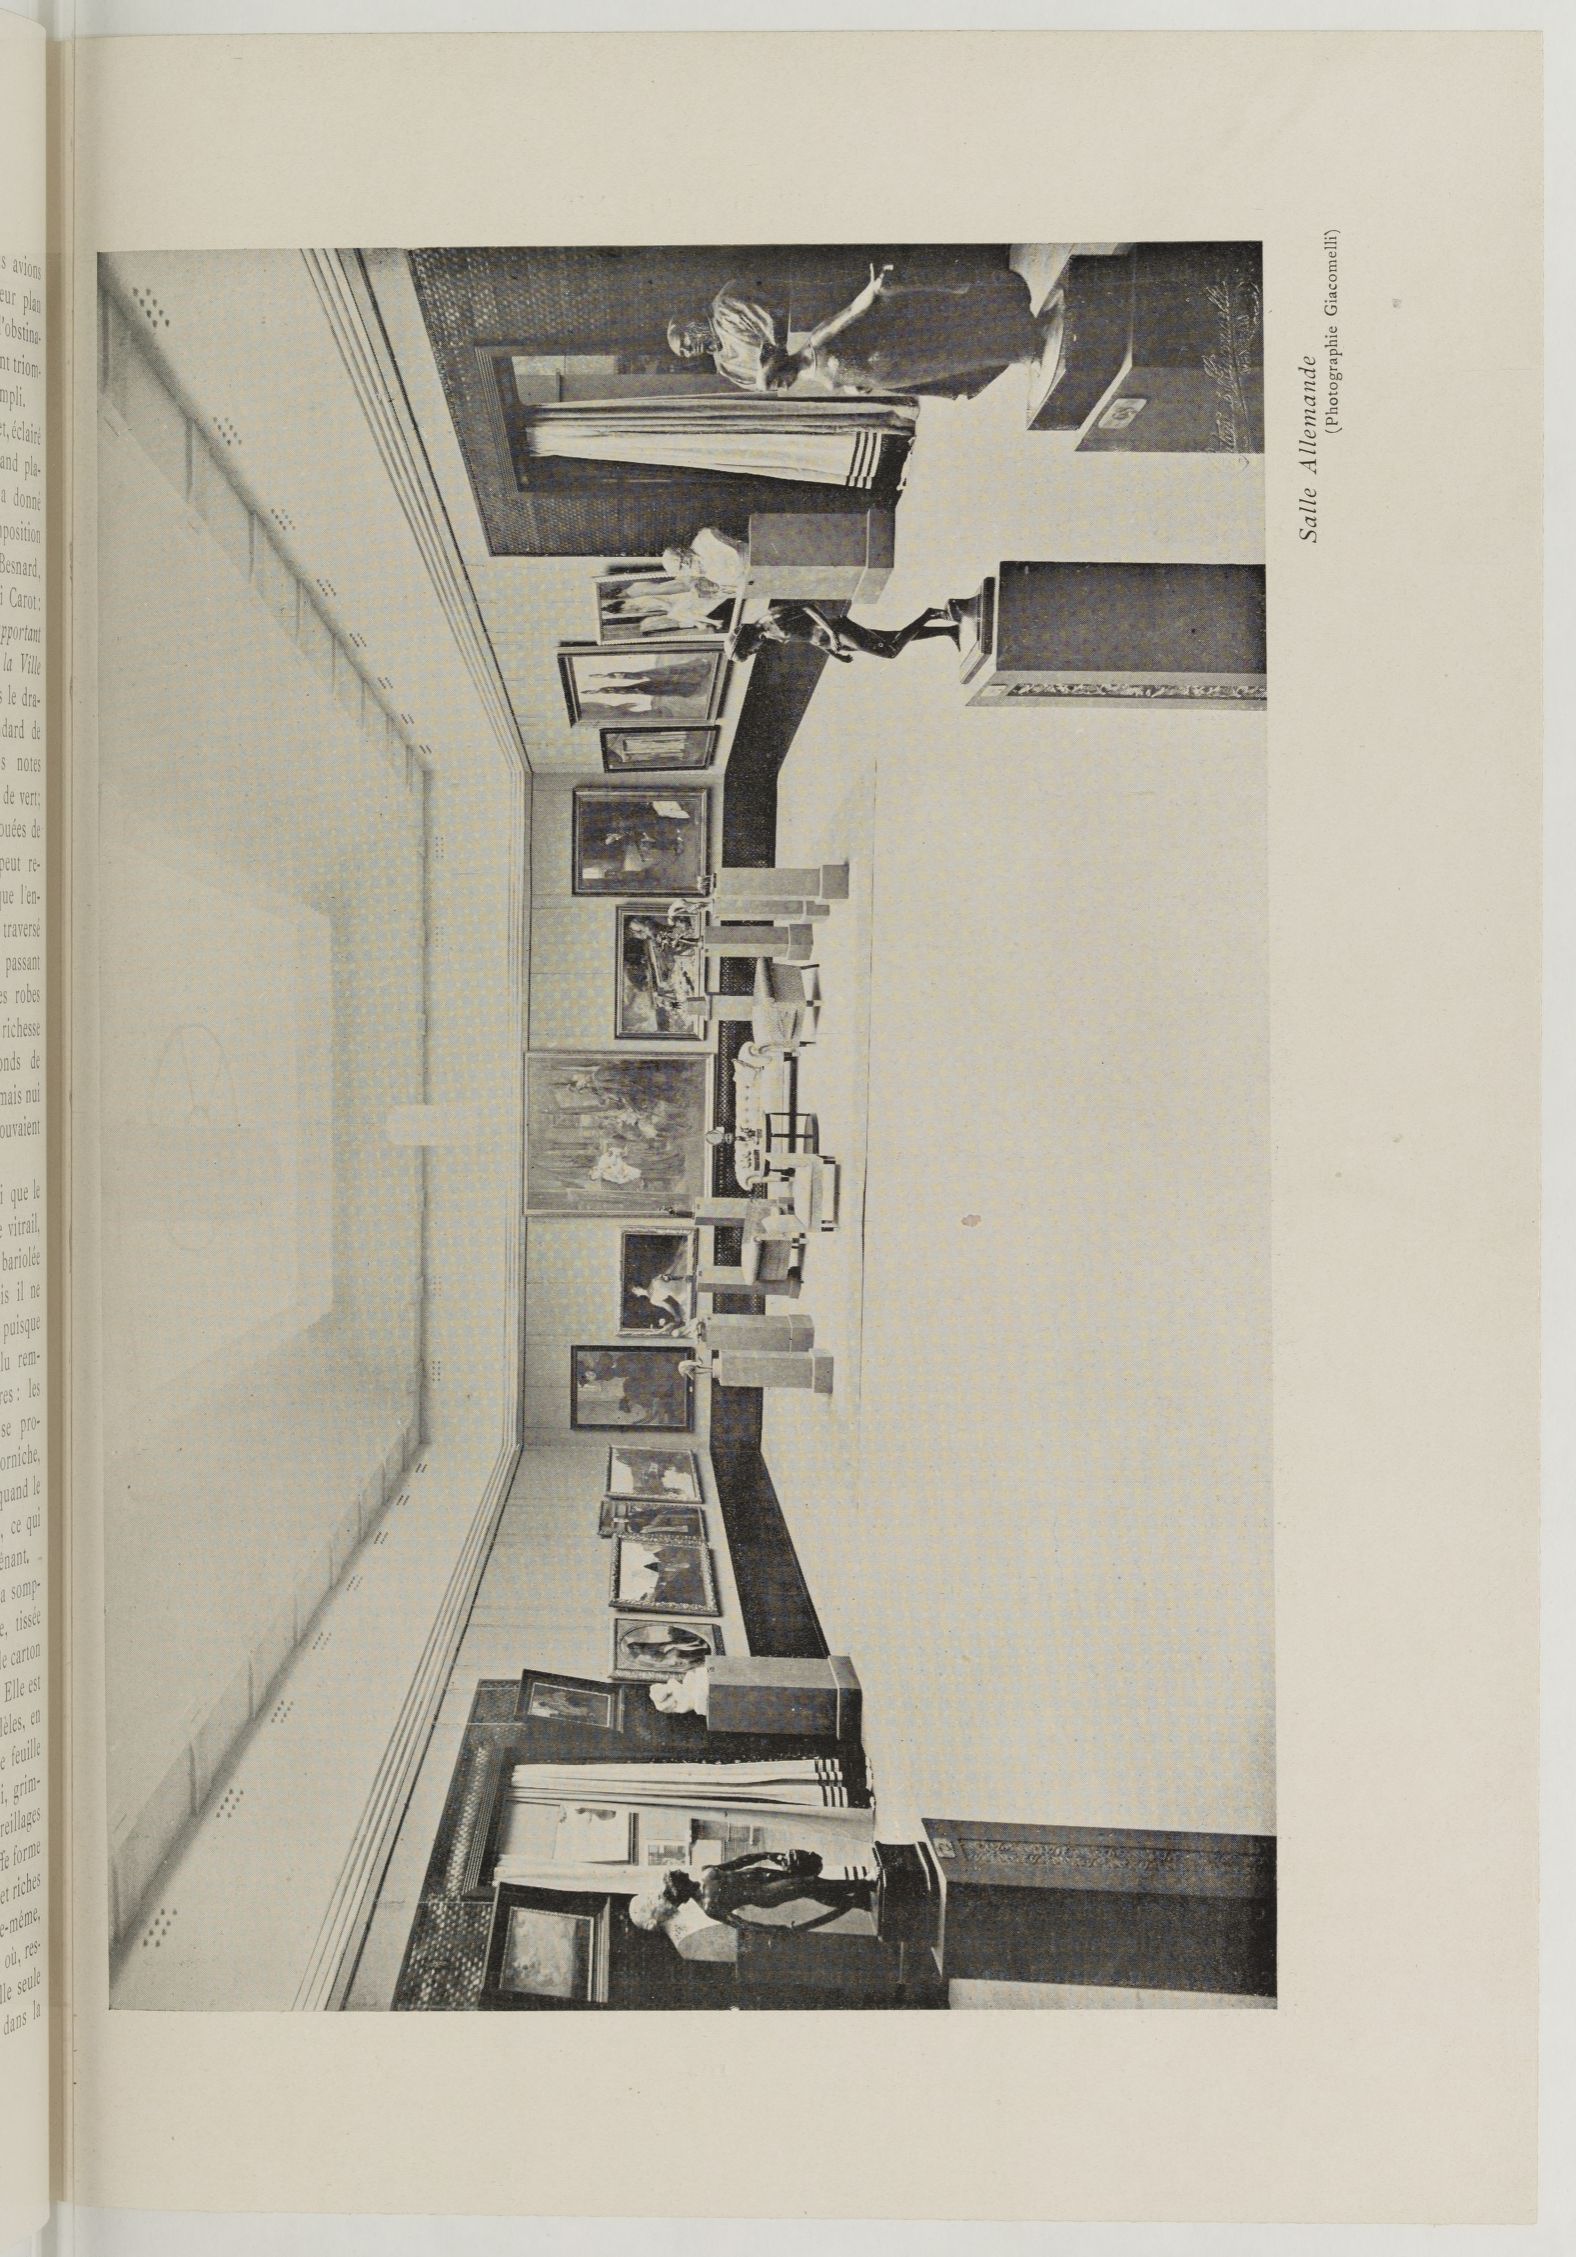 s avions
eur plan
l'obstina-
nt triom-
mpli.
et, éclairé
and pla-
a donné
position
Besnard,
i Carot :
pportant
la Ville
s le dra-
dard de
s notes
de vert ;
ouées de
peut re-
que l'en-
traversé
passant
es robes
richesse
onds de
mais nui
ouvaient
i que le
e vitrail,
bariolée
is il ne
puisque
lu rem-
res : les
se pro-
orniche,
quand le
, ce qui
énant.
a somp-
e, tissée
le carton
Elle est
lèles, en
e feuille
i, grim-
reillages
ffe forme
et riches
e-même,
où, res-
lle seule
dans la
Salle Allemande
(Photographie Giacomelli)